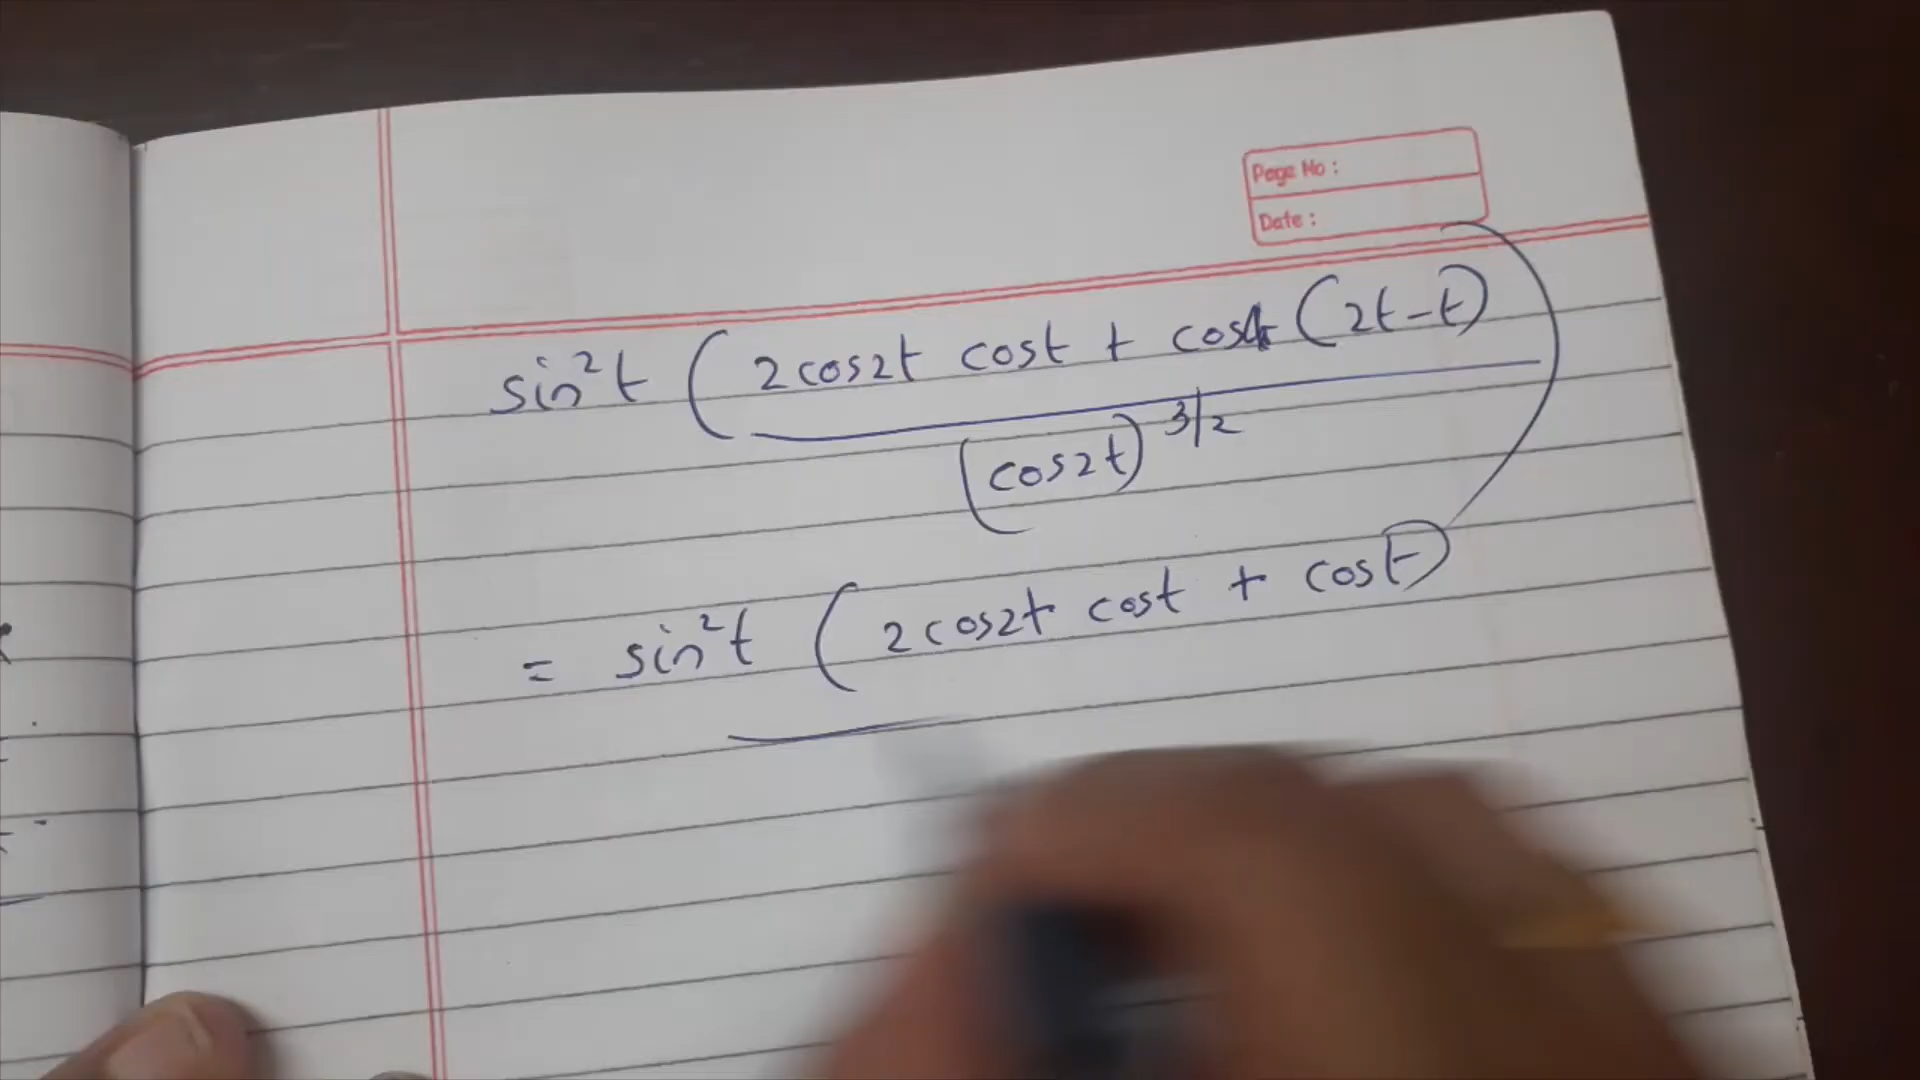 Page No :
Date :
sin²t ( 2cos2t cost + cos (2t-t) )
(cos2t)^3/2
= sin²t ( 2cos2t cost + cost )